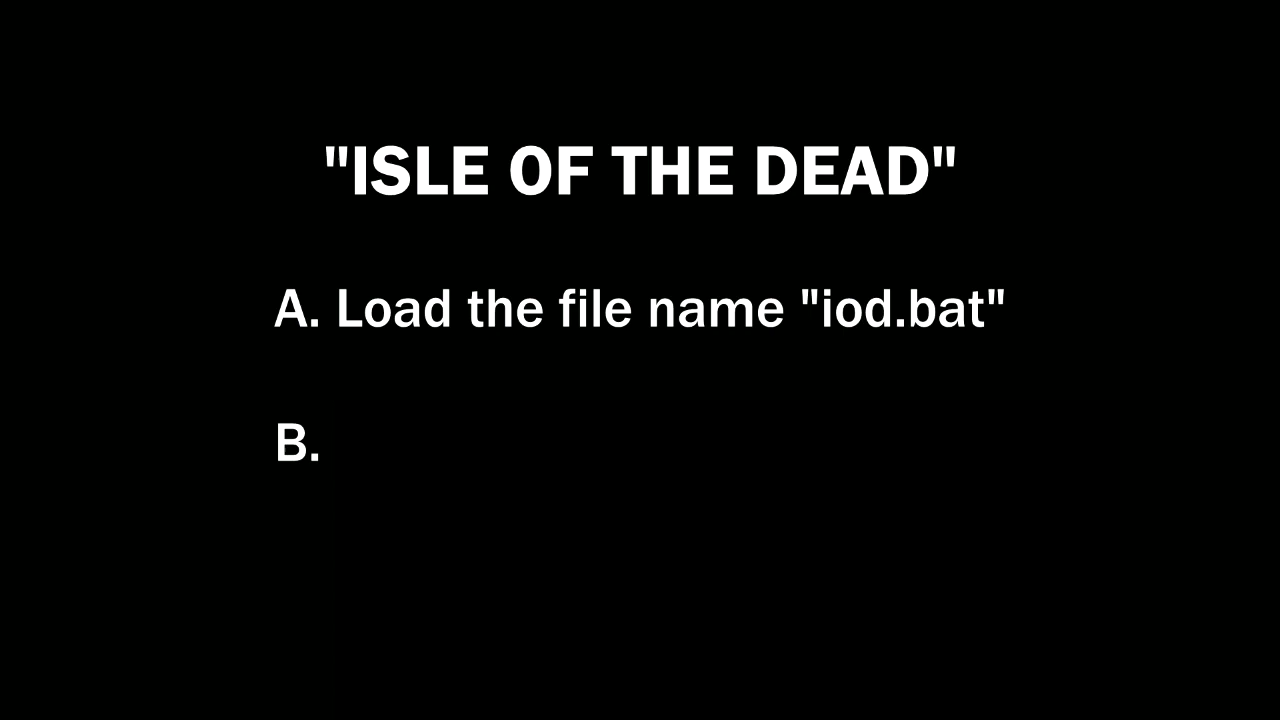 "ISLE OF THE DEAD"
A. Load the file name "iod.bat"
B.